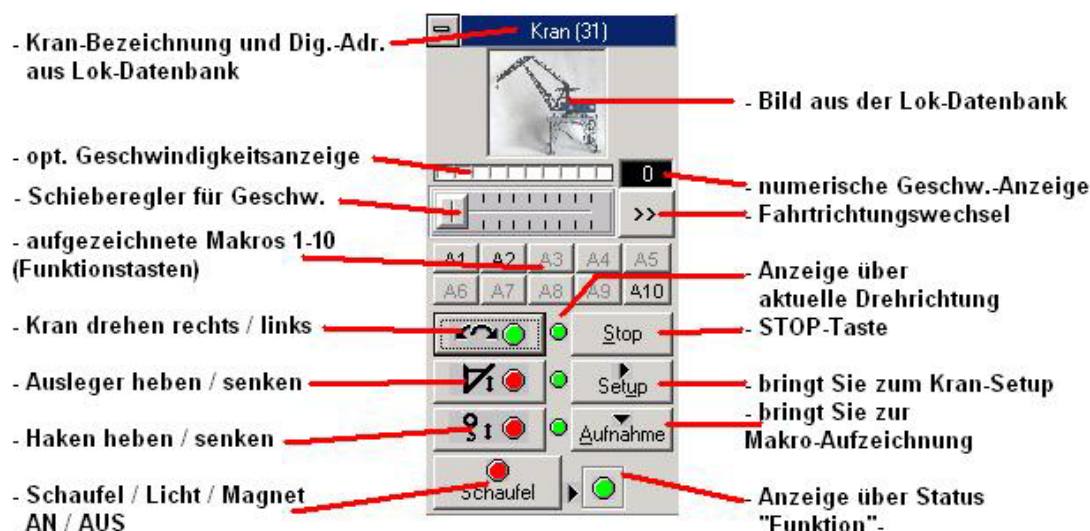 Kran (31)
- Kran-Bezeichnung und Dig.-Adr.
aus Lok-Datenbank
- Bild aus der Lok-Datenbank
- opt. Geschwindigkeitsanzeige
0
- numerische Geschw.-Anzeige
- Schieberegler für Geschw.
>>
- Fahrtrichtungswechsel
- aufgezeichnete Makros 1-10
(Funktionstasten)
A1 A2 A3 A4 A5
A6 A7 A8 A9 A10
- Anzeige über
aktuelle Drehrichtung
- Kran drehen rechts / links
Stop
- STOP-Taste
- Ausleger heben / senken
Setup
- bringt Sie zum Kran-Setup
- Haken heben / senken
Aufnahme
- bringt Sie zur
Makro-Aufzeichnung
- Schaufel / Licht / Magnet
AN / AUS
Schaufel
- Anzeige über Status
"Funktion"-